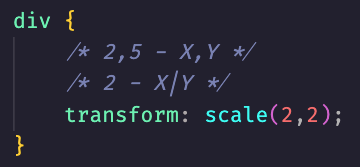 div {
/* 2,5 - X,Y */
/* 2 - X|Y */
transform: scale(2,2);
}